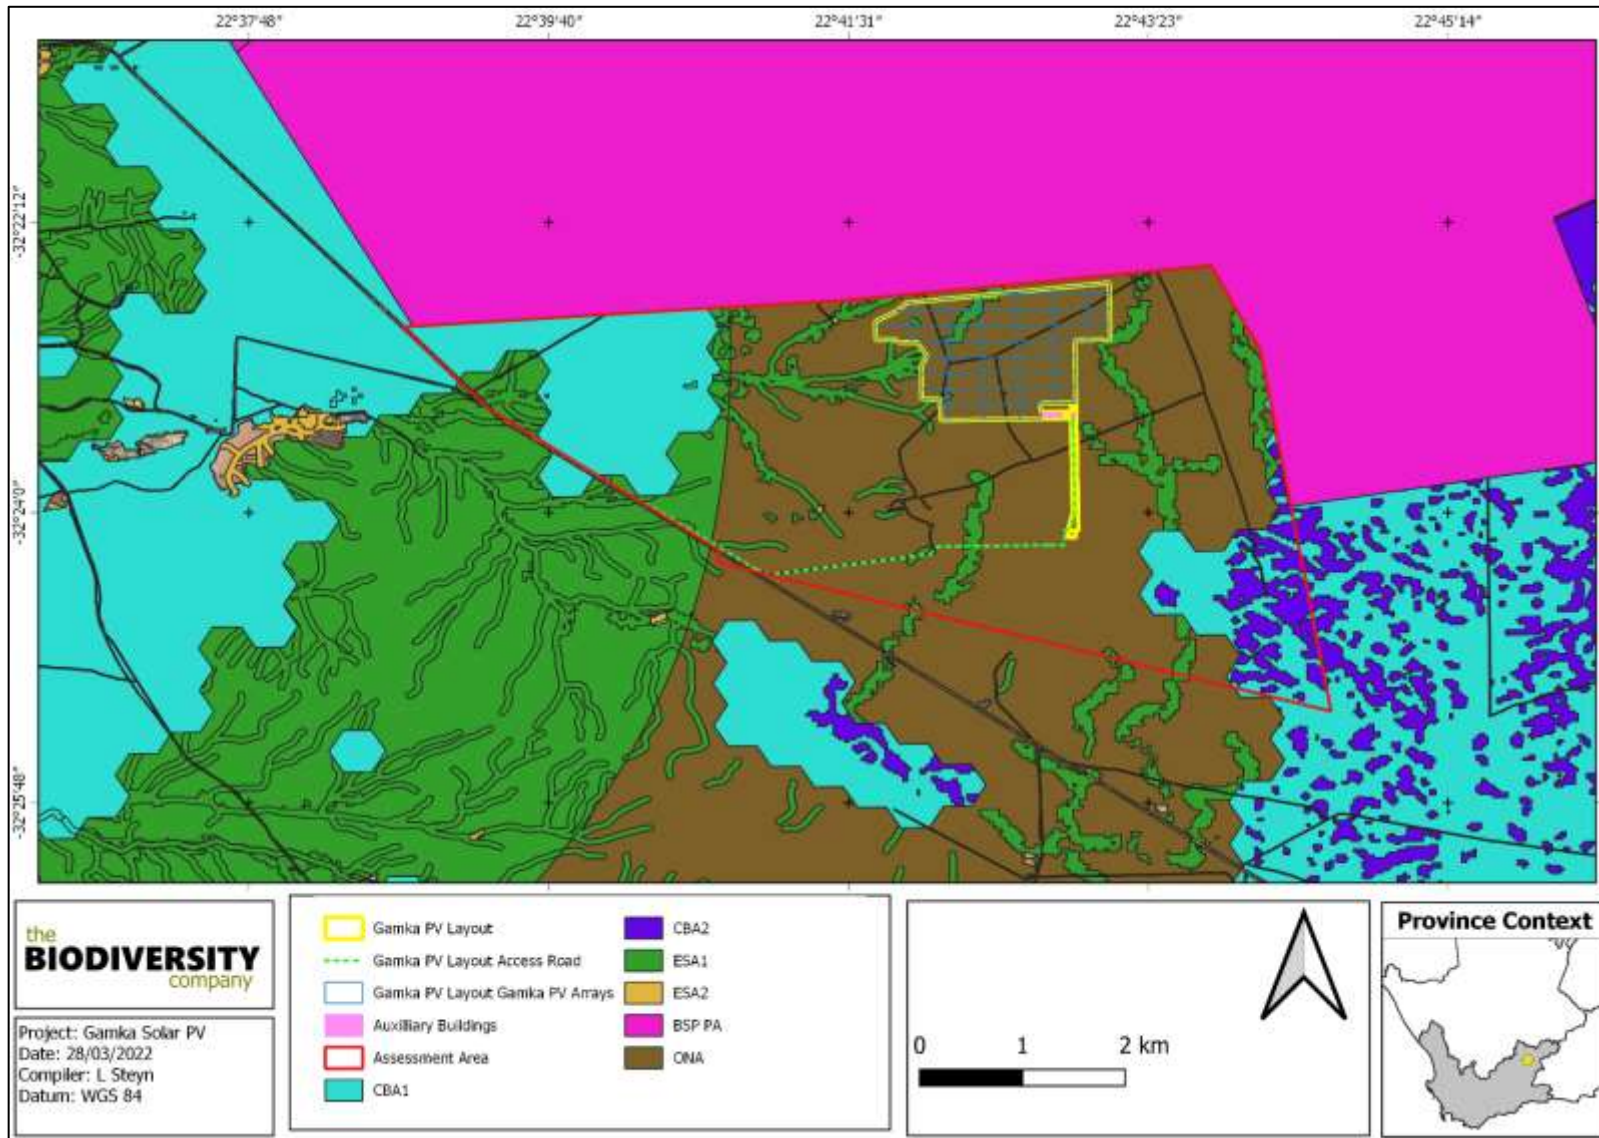 22°37'48" 22°39'40" 22°41'31" 22°43'23" 22°45'14"
-32°22'12"
-32°24'0"
-32°25'48"
the
BIODIVERSITY
company
Project: Gamka Solar PV
Date: 28/03/2022
Compiler: L Steyn
Datum: WGS 84
Gamka PV Layout
Gamka PV Layout Access Road
Gamka PV Layout Gamka PV Arrays
Auxilliary Buildings
Assessment Area
CBA1
CBA2
ESA1
ESA2
BSP PA
ONA
0 1 2 km
Province Context